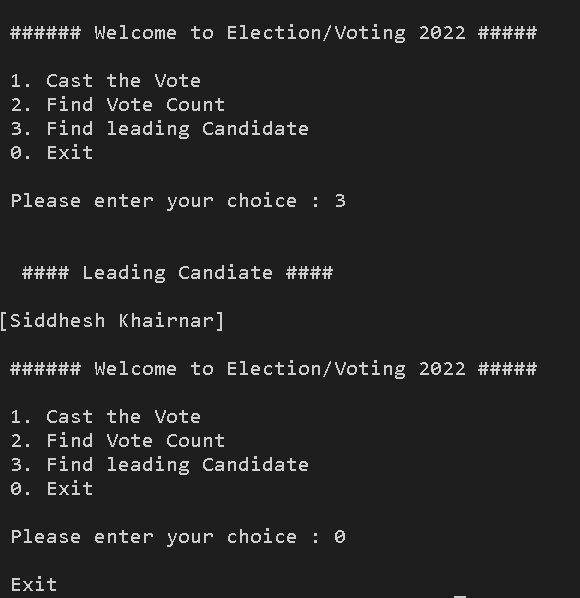 ###### Welcome to Election/Voting 2022 #####
1. Cast the Vote
2. Find Vote Count
3. Find leading Candidate
0. Exit
Please enter your choice : 3
#### Leading Candiate ####
[Siddhesh Khairnar]
###### Welcome to Election/Voting 2022 #####
1. Cast the Vote
2. Find Vote Count
3. Find leading Candidate
0. Exit
Please enter your choice : 0
Exit